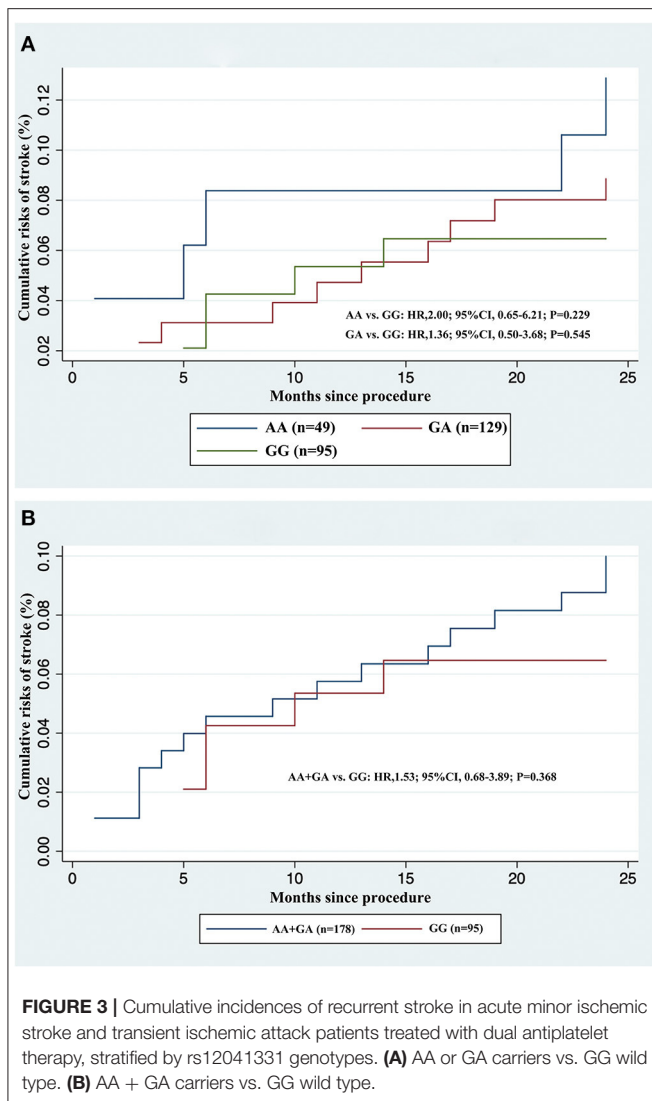 A
Cumulative risks of stroke (%)
0.12
0.10
0.08
0.06
0.04
0.02
AA vs. GG: HR,2.00; 95%CI, 0.65-6.21; P=0.229
GA vs. GG: HR,1.36; 95%CI, 0.50-3.68; P=0.545
0 5 10 15 20 25
Months since procedure
AA (n=49) GA (n=129)
GG (n=95)
B
Cumulative risks of stroke (%)
0.10
0.08
0.06
0.04
0.02
0.00
AA+GA vs. GG: HR,1.53; 95%CI, 0.68-3.89; P=0.368
0 5 10 15 20 25
Months since procedure
AA+GA (n=178) GG (n=95)
FIGURE 3 | Cumulative incidences of recurrent stroke in acute minor ischemic
stroke and transient ischemic attack patients treated with dual antiplatelet
therapy, stratified by rs12041331 genotypes. (A) AA or GA carriers vs. GG wild
type. (B) AA + GA carriers vs. GG wild type.